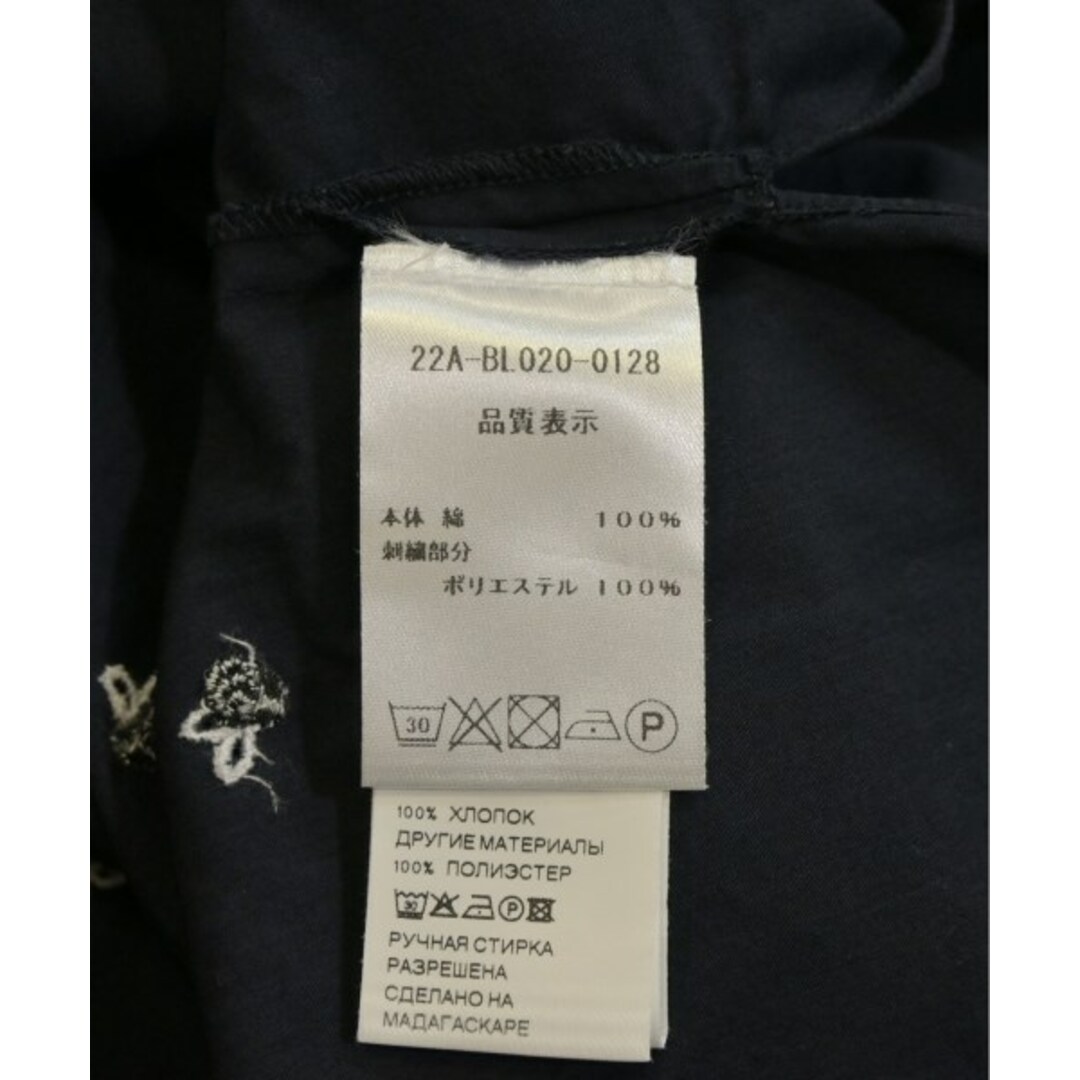 22A-BL020-0128
品質表示
本体 綿 100%
刺繍部分
ポリエステル 100%
30 P
100% ХЛОПОК
ДРУГИЕ МАТЕРИАЛЫ
100% ПОЛИЭСТЕР
30 P
РУЧНАЯ СТИРКА
РАЗРЕШЕНА
СДЕЛАНО НА
МАДАГАСКАРЕ